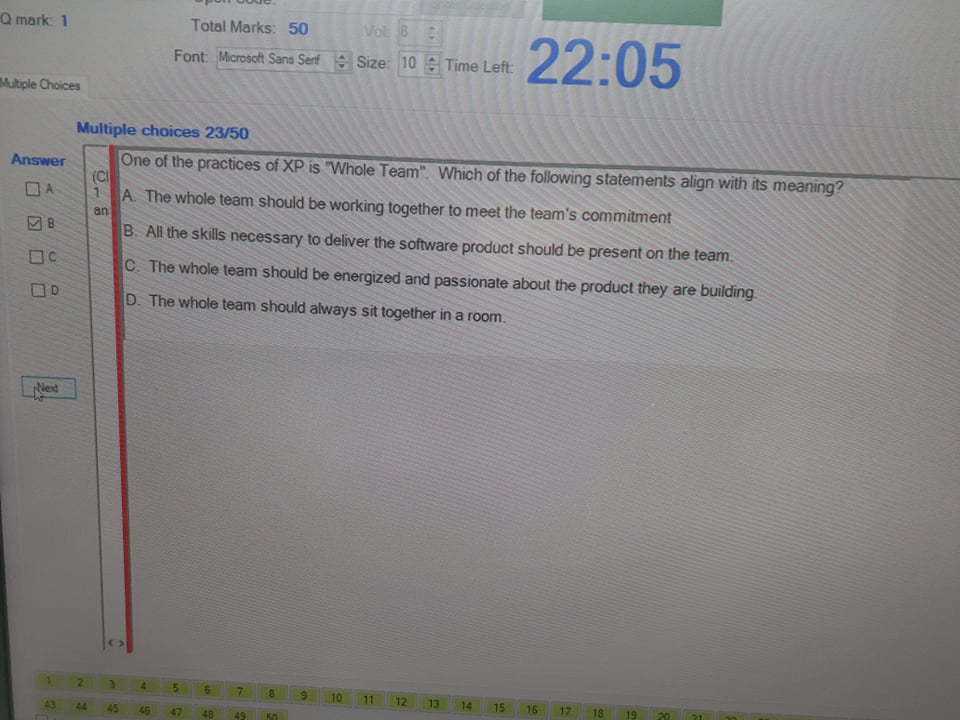 Q mark: 1
Total Marks: 50
Vol: 8
Font: Microsoft Sans Serif
Size: 10
Time Left: 22:05
Multiple Choices
Multiple choices 23/50
Answer
A
B
C
D
Next
(Cl
1
an
One of the practices of XP is "Whole Team". Which of the following statements align with its meaning?
A. The whole team should be working together to meet the team's commitment
B. All the skills necessary to deliver the software product should be present on the team.
C. The whole team should be energized and passionate about the product they are building.
D. The whole team should always sit together in a room.
< >
1 2 3 4 5 6 7 8 9 10 11 12 13 14 15 16 17 18 19 20 21
43 44 45 46 47 48 49 50